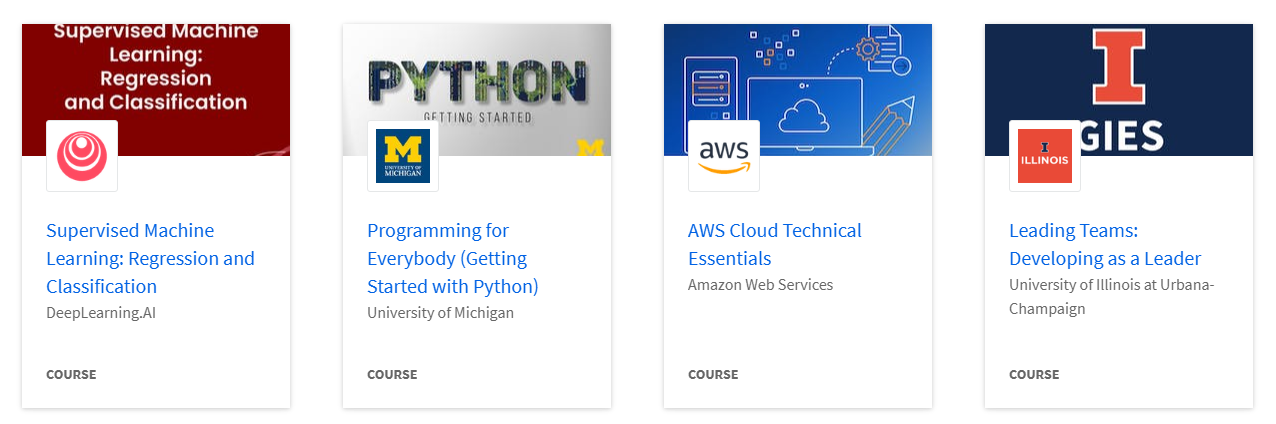 Supervised Machine
Learning:
Regression
and Classification
Supervised Machine
Learning: Regression and
Classification
DeepLearning.AI
COURSE
PYTHON
GETTING STARTED
M
M
UNIVERSITY OF
MICHIGAN
Programming for
Everybody (Getting
Started with Python)
University of Michigan
COURSE
aws
AWS Cloud Technical
Essentials
Amazon Web Services
COURSE
I
GIES
I
ILLINOIS
Leading Teams:
Developing as a Leader
University of Illinois at Urbana-
Champaign
COURSE